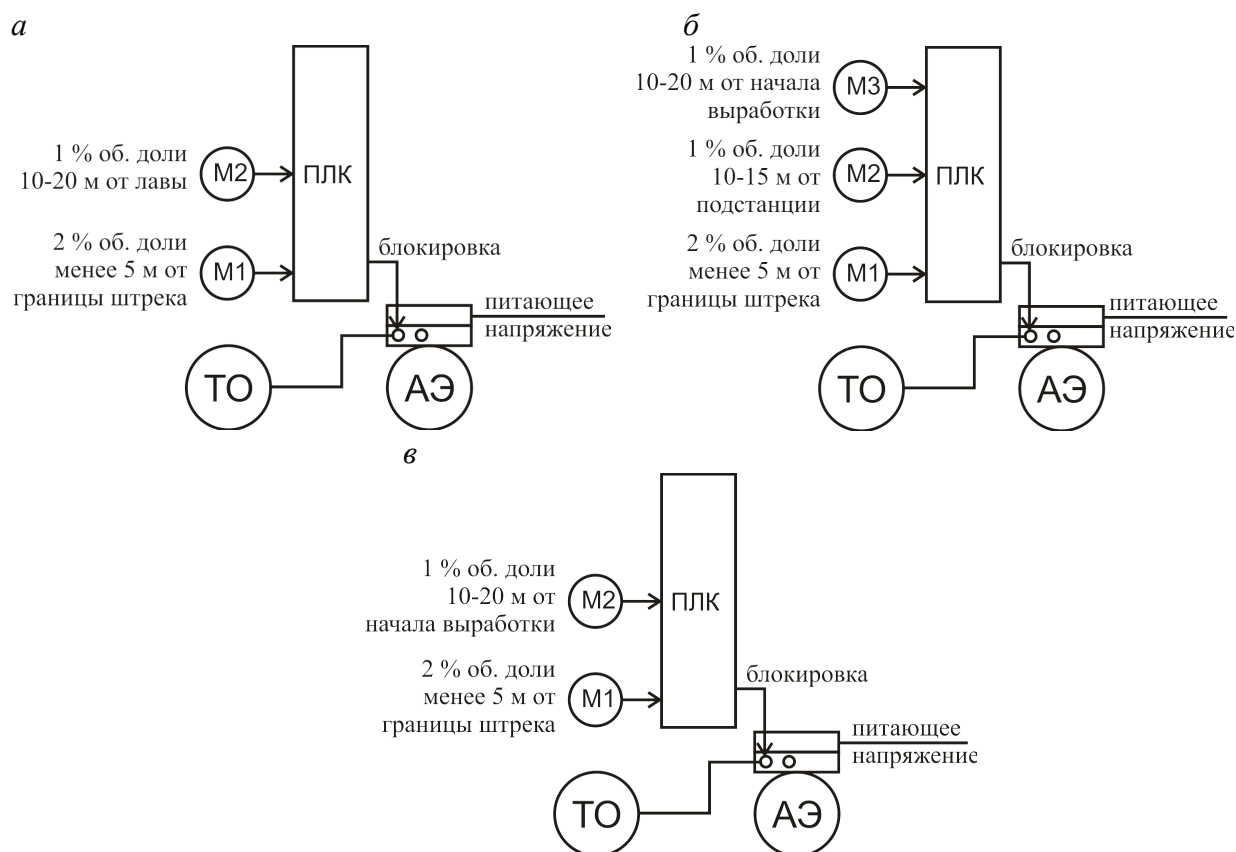 а
1 % об. доли
10-20 м от лавы
М2
ПЛК
2 % об. доли
менее 5 м от
границы штрека
М1
блокировка
питающее
напряжение
ТО
АЭ
б
1 % об. доли
10-20 м от начала
выработки
М3
1 % об. доли
10-15 м от
подстанции
М2
ПЛК
2 % об. доли
менее 5 м от
границы штрека
М1
блокировка
питающее
напряжение
ТО
АЭ
в
1 % об. доли
10-20 м от
начала выработки
М2
ПЛК
2 % об. доли
менее 5 м от
границы штрека
М1
блокировка
питающее
напряжение
ТО
АЭ